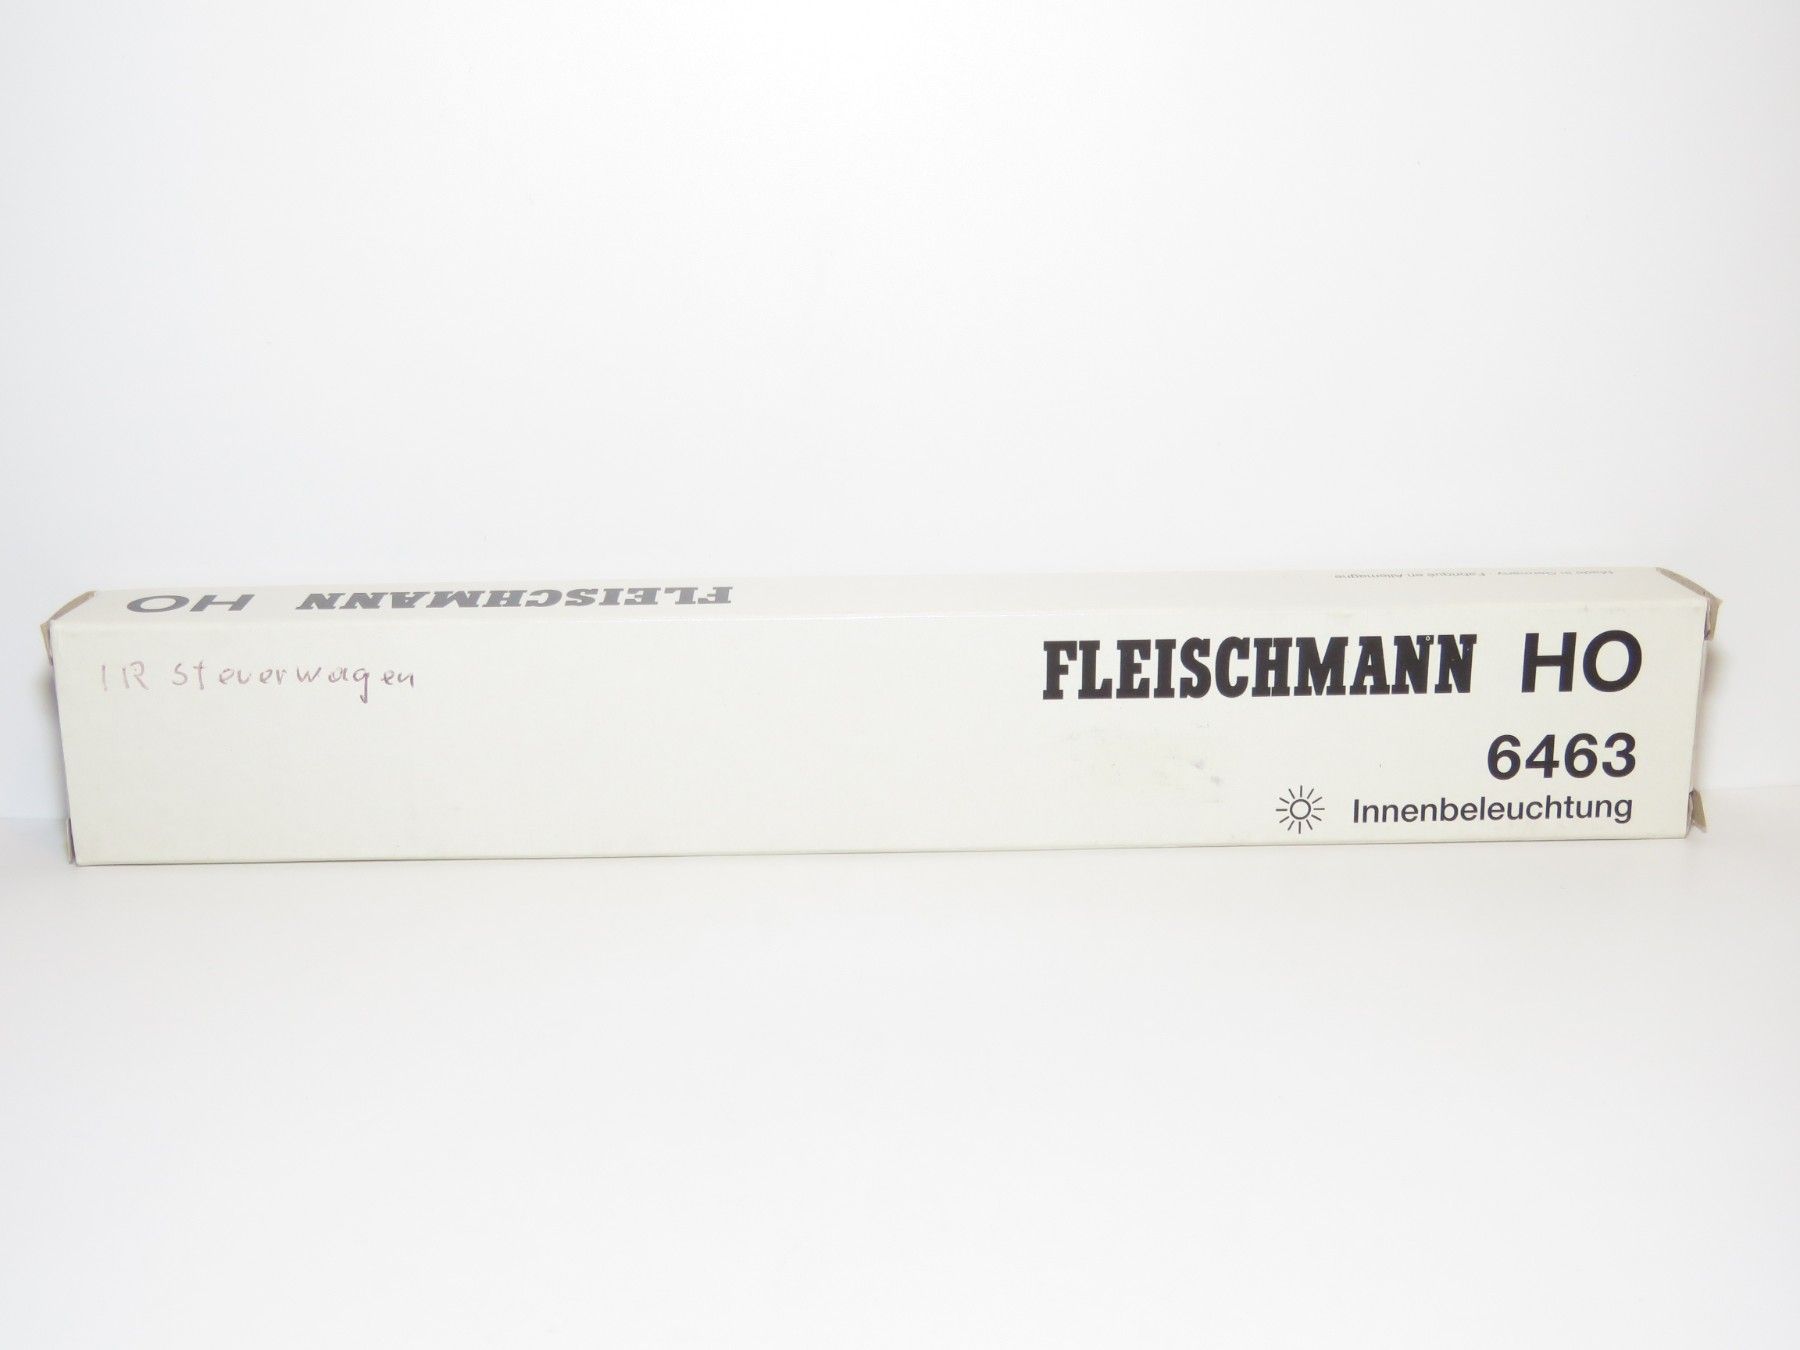 FLEISCHMANN HO
Made in Germany · Fabriqué en Allemagne
IR Steuerwagen
FLEISCHMANN HO
6463
Innenbeleuchtung